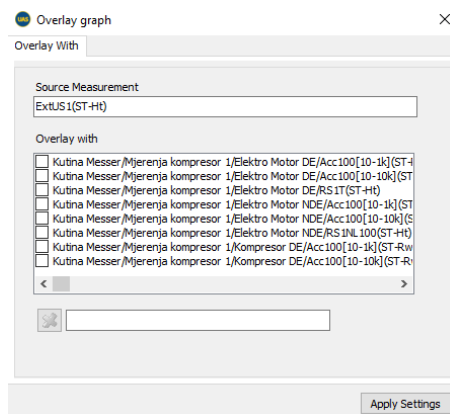 UAS Overlay graph
Overlay With
Source Measurement
ExtUS1(ST-Ht)
Overlay with
Kutina Messer/Mjerenja kompresor 1/Elektro Motor DE/Acc100[10-1k](ST-H
Kutina Messer/Mjerenja kompresor 1/Elektro Motor DE/Acc100[10-10k](ST
Kutina Messer/Mjerenja kompresor 1/Elektro Motor DE/RS1T(ST-Ht)
Kutina Messer/Mjerenja kompresor 1/Elektro Motor NDE/Acc100[10-1k](ST
Kutina Messer/Mjerenja kompresor 1/Elektro Motor NDE/Acc100[10-10k](S
Kutina Messer/Mjerenja kompresor 1/Elektro Motor NDE/RS1NL100(ST-Ht)
Kutina Messer/Mjerenja kompresor 1/Kompresor DE/Acc100[10-1k](ST-Rw
Kutina Messer/Mjerenja kompresor 1/Kompresor DE/Acc100[10-10k](ST-R
Apply Settings